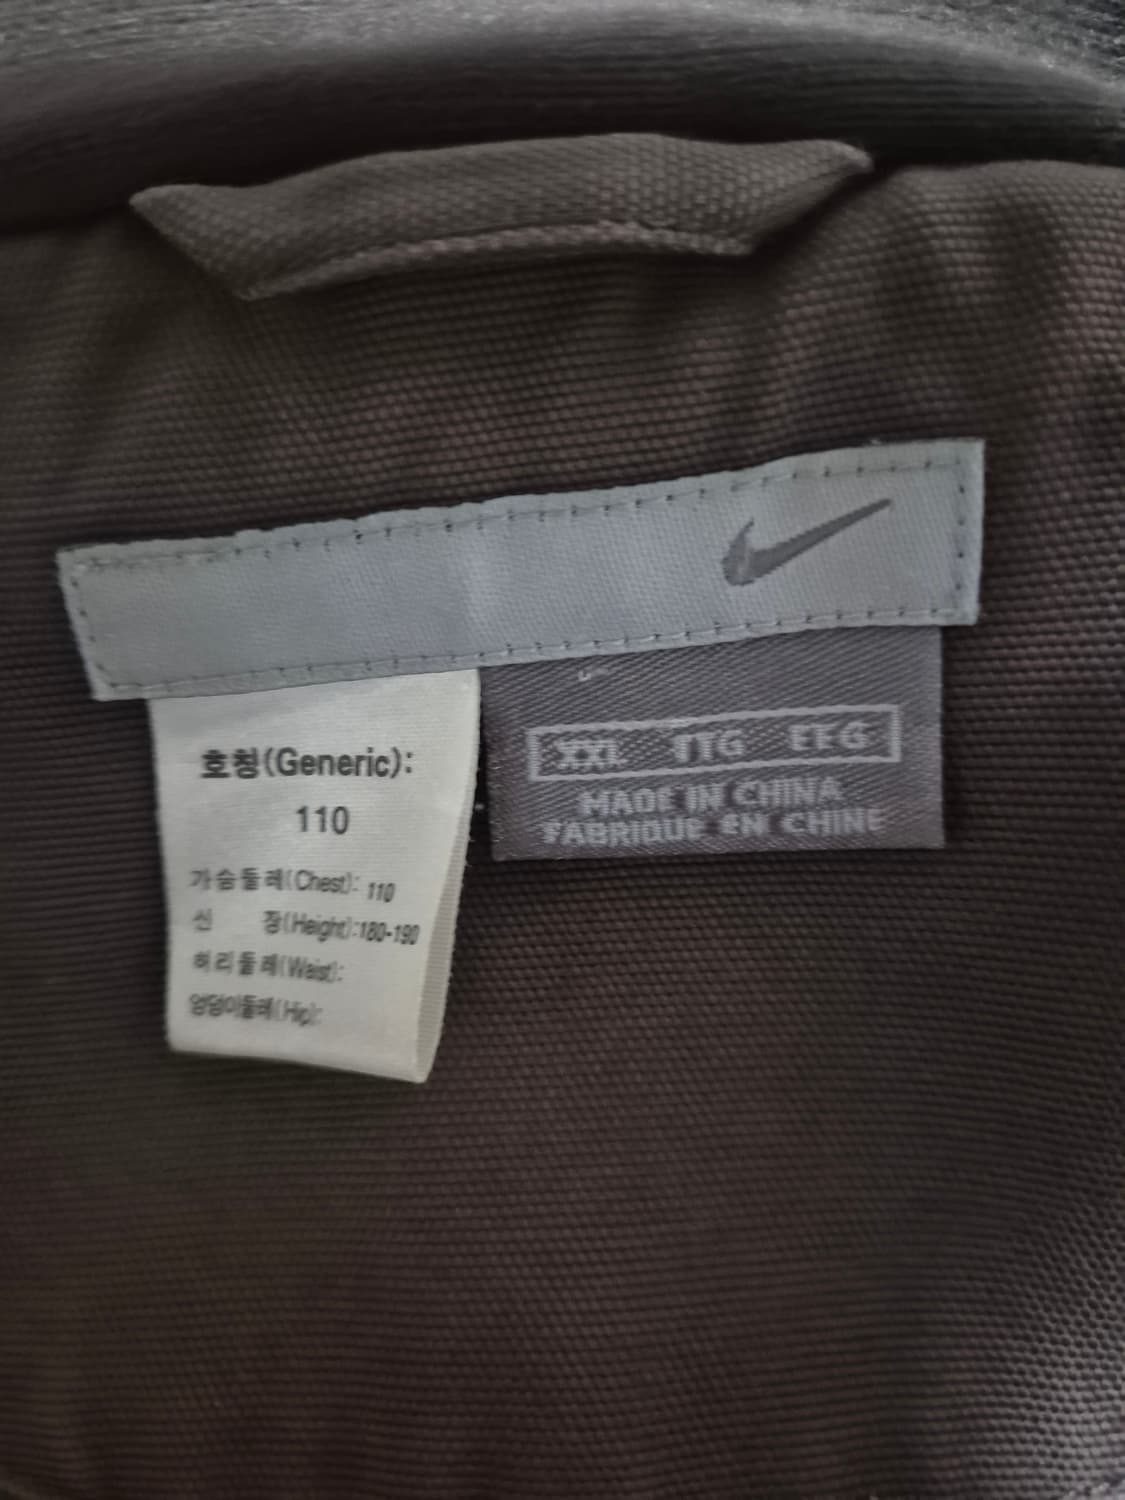 호칭(Generic):
110
가슴둘레(Chest): 110
신 장(Height):180-190
허리둘레(Waist):
엉덩이둘레(Hip):
XXL TTG EEG
MADE IN CHINA
FABRIQUE EN CHINE